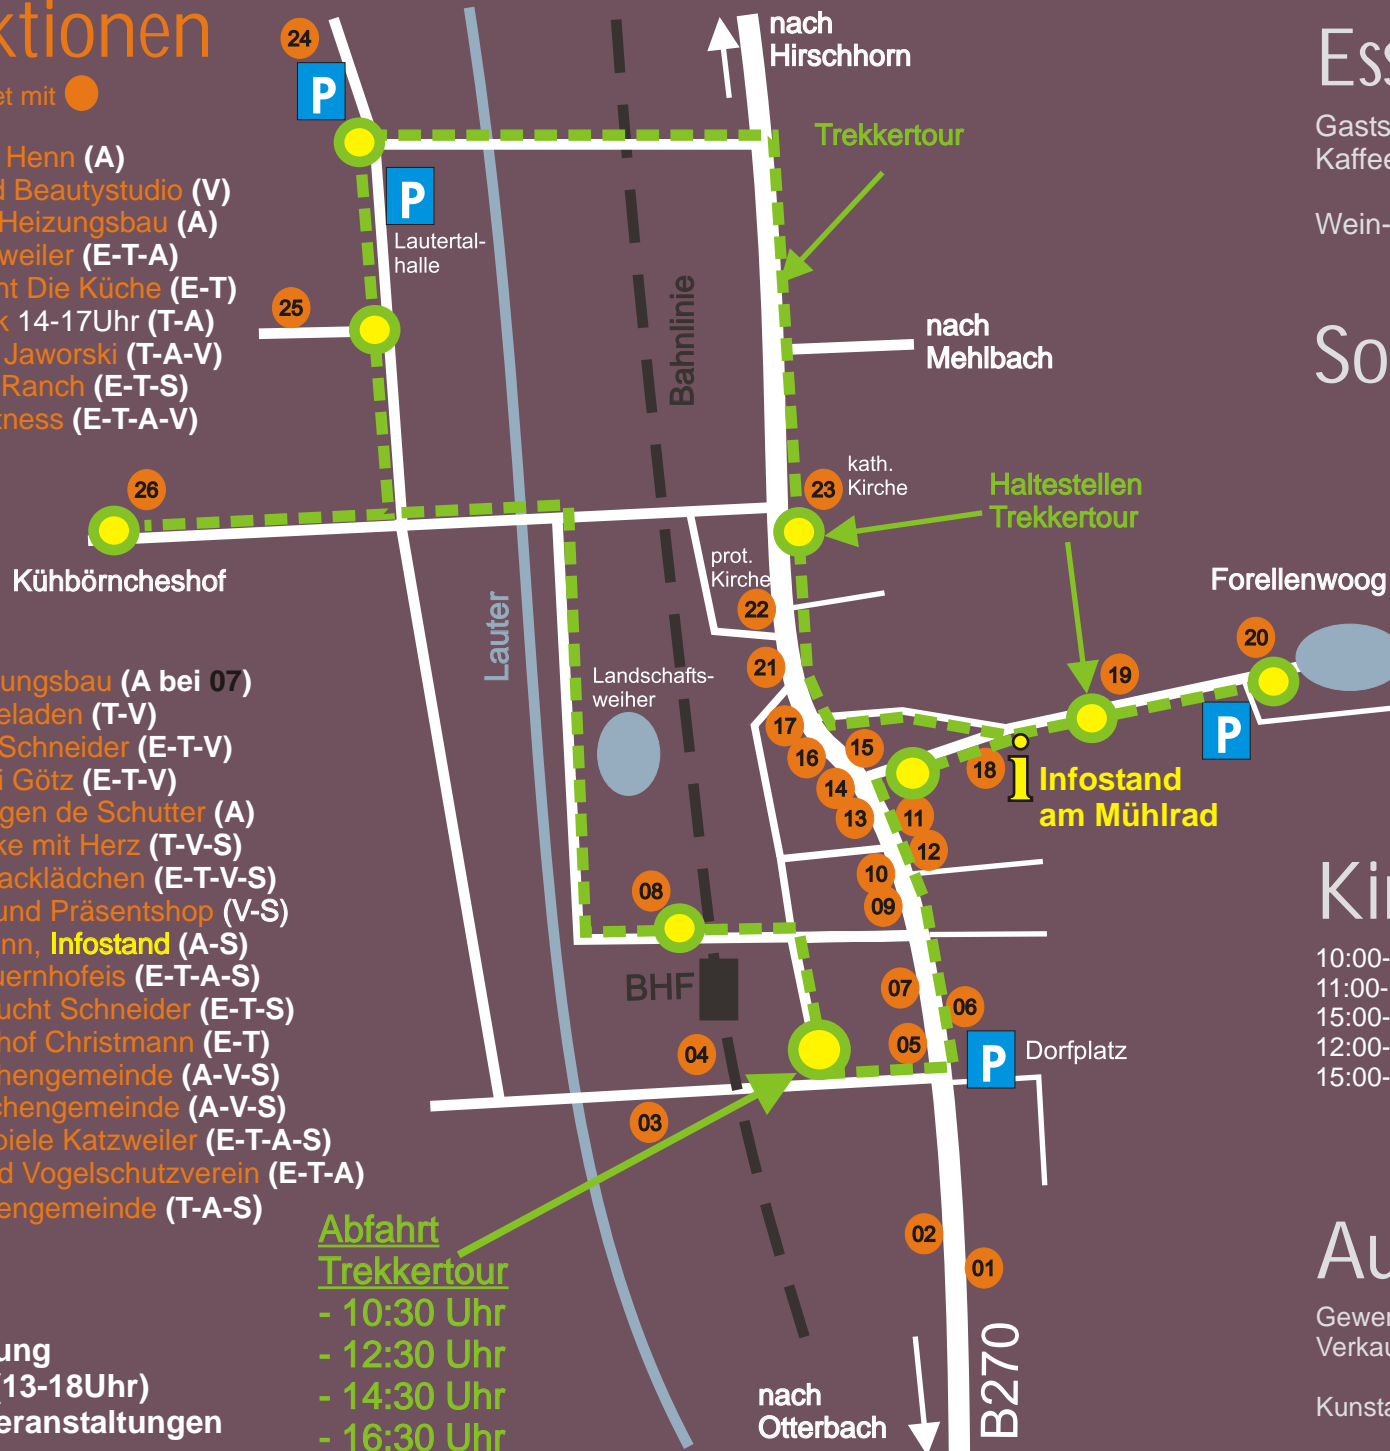 ktionen
et mit
Henn (A)
d Beautystudio (V)
Heizungsbau (A)
weiler (E-T-A)
nt Die Küche (E-T)
k 14-17Uhr (T-A)
Jaworski (T-A-V)
Ranch (E-T-S)
tness (E-T-A-V)
ungsbau (A bei 07)
eladen (T-V)
Schneider (E-T-V)
i Götz (E-T-V)
gen de Schutter (A)
ke mit Herz (T-V-S)
acklädchen (E-T-V-S)
und Präsentshop (V-S)
nn, Infostand (A-S)
uernhofeis (E-T-A-S)
ucht Schneider (E-T-S)
hof Christmann (E-T)
hengemeinde (A-V-S)
chengemeinde (A-V-S)
piele Katzweiler (E-T-A-S)
d Vogelschutzverein (E-T-A)
engemeinde (T-A-S)
ung
(13-18Uhr)
eranstaltungen
24
P
P
Lautertal-
halle
25
26
Kühbörncheshof
Lauter
Bahnlinie
nach
Hirschhorn
Trekkertour
nach
Mehlbach
23
kath.
Kirche
Haltestellen
Trekkertour
prot.
Kirche
22
21
Landschafts-
weiher
17
16
15
14
13
11
12
10
09
18
i
Infostand
am Mühlrad
19
20
Forellenwoog
P
08
BHF
07
06
05
04
03
P
Dorfplatz
02
01
B270
nach
Otterbach
Abfahrt
Trekkertour
- 10:30 Uhr
- 12:30 Uhr
- 14:30 Uhr
- 16:30 Uhr
Ess
Gasts
Kaffee
Wein-
So
Kin
10:00-
11:00-
15:00-
12:00-
15:00-
Au
Gewer
Verkau
Kunsta